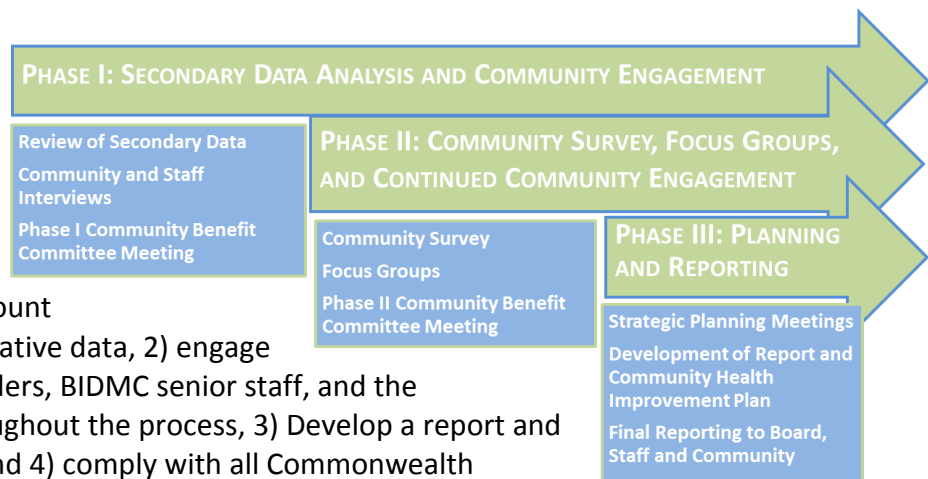 PHASE I: SECONDARY DATA ANALYSIS AND COMMUNITY ENGAGEMENT
Review of Secondary Data
Community and Staff
Interviews
Phase I Community Benefit
Committee Meeting
PHASE II: COMMUNITY SURVEY, FOCUS GROUPS,
AND CONTINUED COMMUNITY ENGAGEMENT
Community Survey
Focus Groups
Phase II Community Benefit
Committee Meeting
PHASE III: PLANNING
AND REPORTING
Strategic Planning Meetings
Development of Report and
Community Health
Improvement Plan
Final Reporting to Board,
Staff and Community
ative data, 2) engage
BIDMC senior staff, and the
the process, 3) Develop a report and
and 4) comply with all Commonwealth